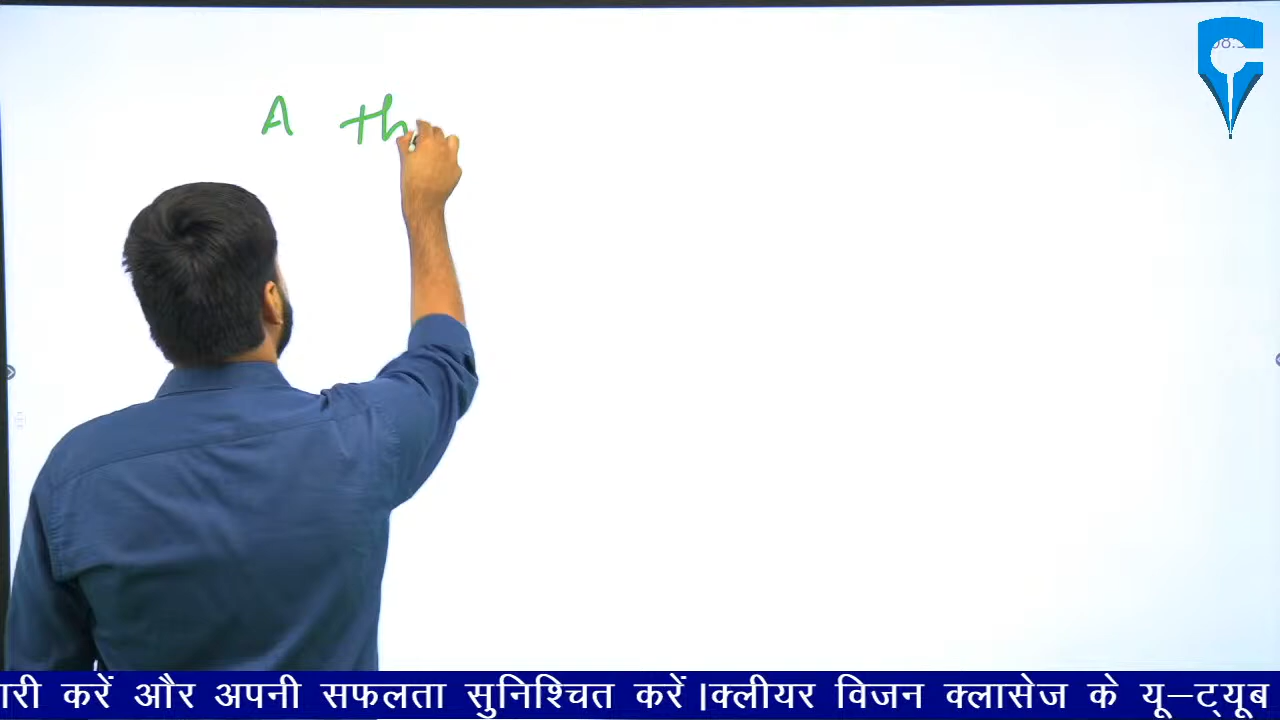 A th
ारी करें और अपनी सफलता सुनिश्चित करें।क्लीयर विजन क्लासेज के यू–ट्यूब